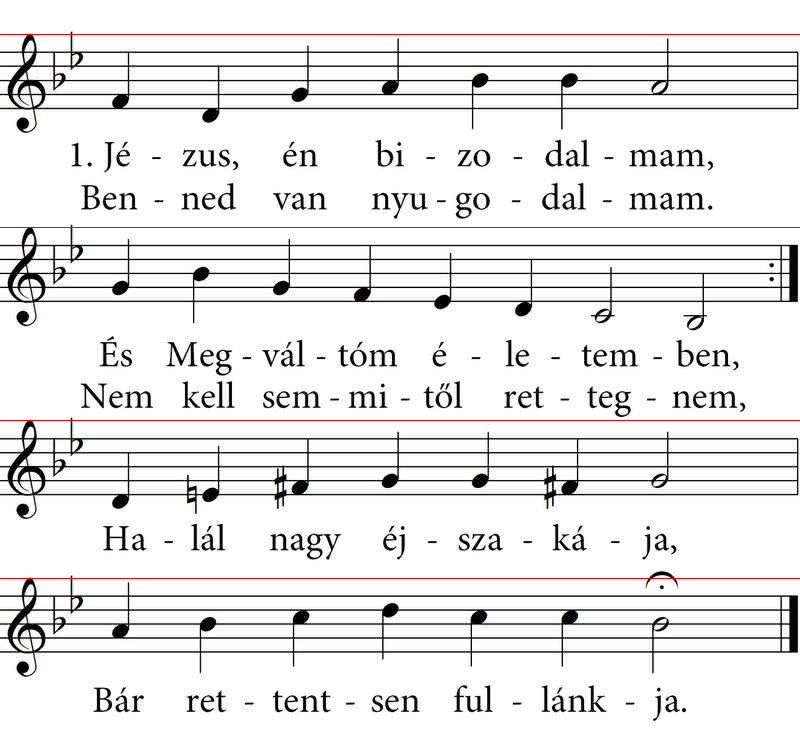 1. Jé - zus, én bi - zo - dal - mam,
Ben - ned van nyu - go - dal - mam.
És Meg - vál - tóm é - le - tem - ben,
Nem kell sem - mi - től ret - teg - nem,
Ha - lál nagy éj - sza - ká - ja,
Bár ret - tent - sen ful - lánk - ja.